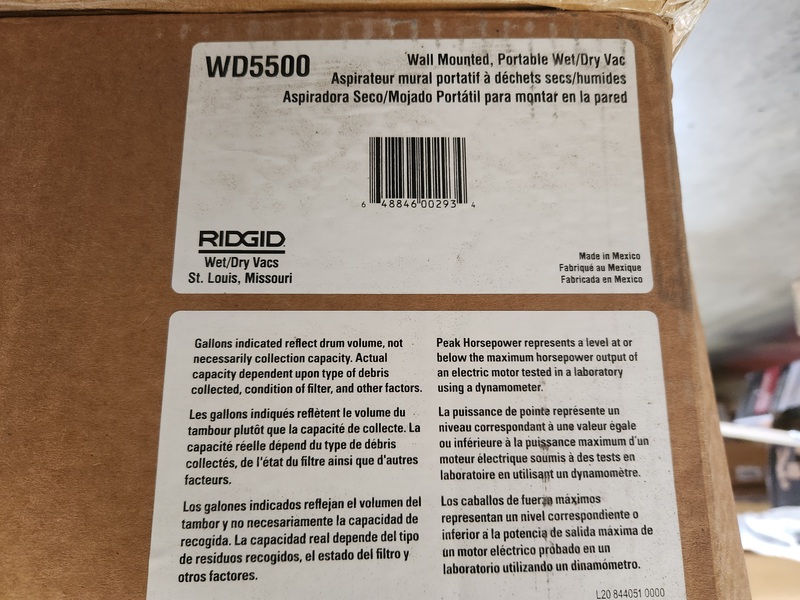 WD5500
Wall Mounted, Portable Wet/Dry Vac
Aspirateur mural portatif à déchets secs/humides
Aspiradora Seco/Mojado Portátil para montar en la pared
6 48846 00293 4
RIDGID
Wet/Dry Vacs
St. Louis, Missouri
Made in Mexico
Fabriqué au Mexique
Fabricada en Mexico
Gallons indicated reflect drum volume, not
necessarily collection capacity. Actual
capacity dependent upon type of debris
collected, condition of filter, and other factors.
Les gallons indiqués reflètent le volume du
tambour plutôt que la capacité de collecte. La
capacité réelle dépend du type de débris
collectés, de l'état du filtre ainsi que d'autres
facteurs.
Los galones indicados reflejan el volumen del
tambor y no necesariamente la capacidad de
recogida. La capacidad real depende del tipo
de residuos recogidos, el estado del filtro y
otros factores.
Peak Horsepower represents a level at or
below the maximum horsepower output of
an electric motor tested in a laboratory
using a dynamometer.
La puissance de pointe représente un
niveau correspondant à une valeur égale
ou inférieure à la puissance maximum d'un
moteur électrique soumis à des tests en
laboratoire en utilisant un dynamomètre.
Los caballos de fuerza máximos
representan un nivel correspondiente o
inferior a la potencia de salida máxima de
un motor eléctrico probado en un
laboratorio utilizando un dinamómetro.
L20 844051 0000